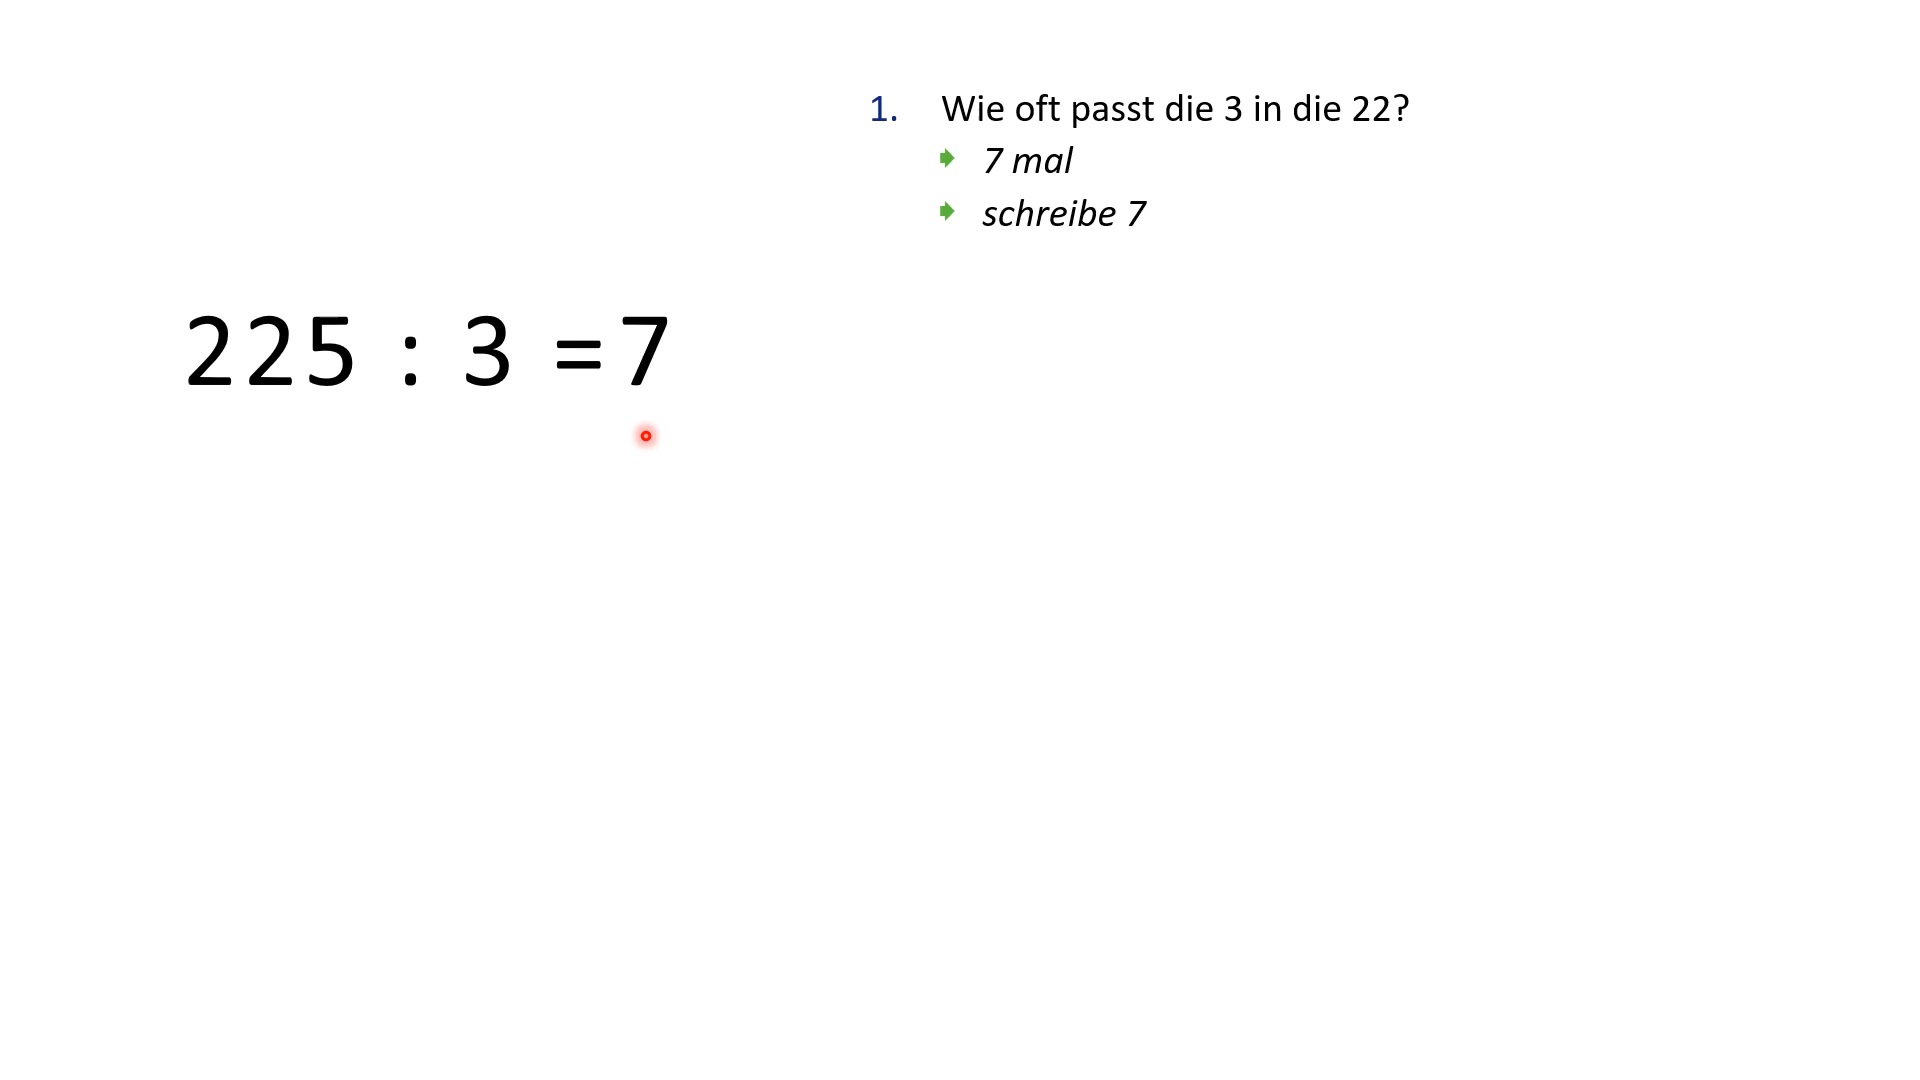 1. Wie oft passt die 3 in die 22?
7 mal
schreibe 7
225 : 3 =7